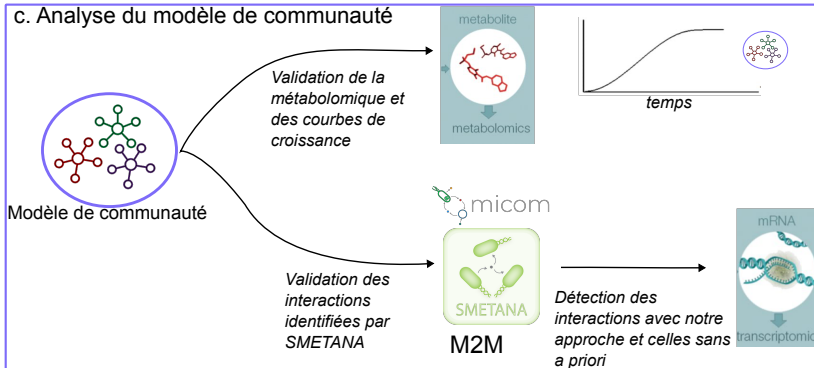 c. Analyse du modèle de communauté
metabolite
Validation de la
métabolomique et
des courbes de
croissance
metabolomics
temps
Modèle de communauté
micom
mRNA
Validation des
interactions
identifiées par
SMETANA
SMETANA
M2M
Détection des
interactions avec notre
approche et celles sans
a priori
transcriptomic